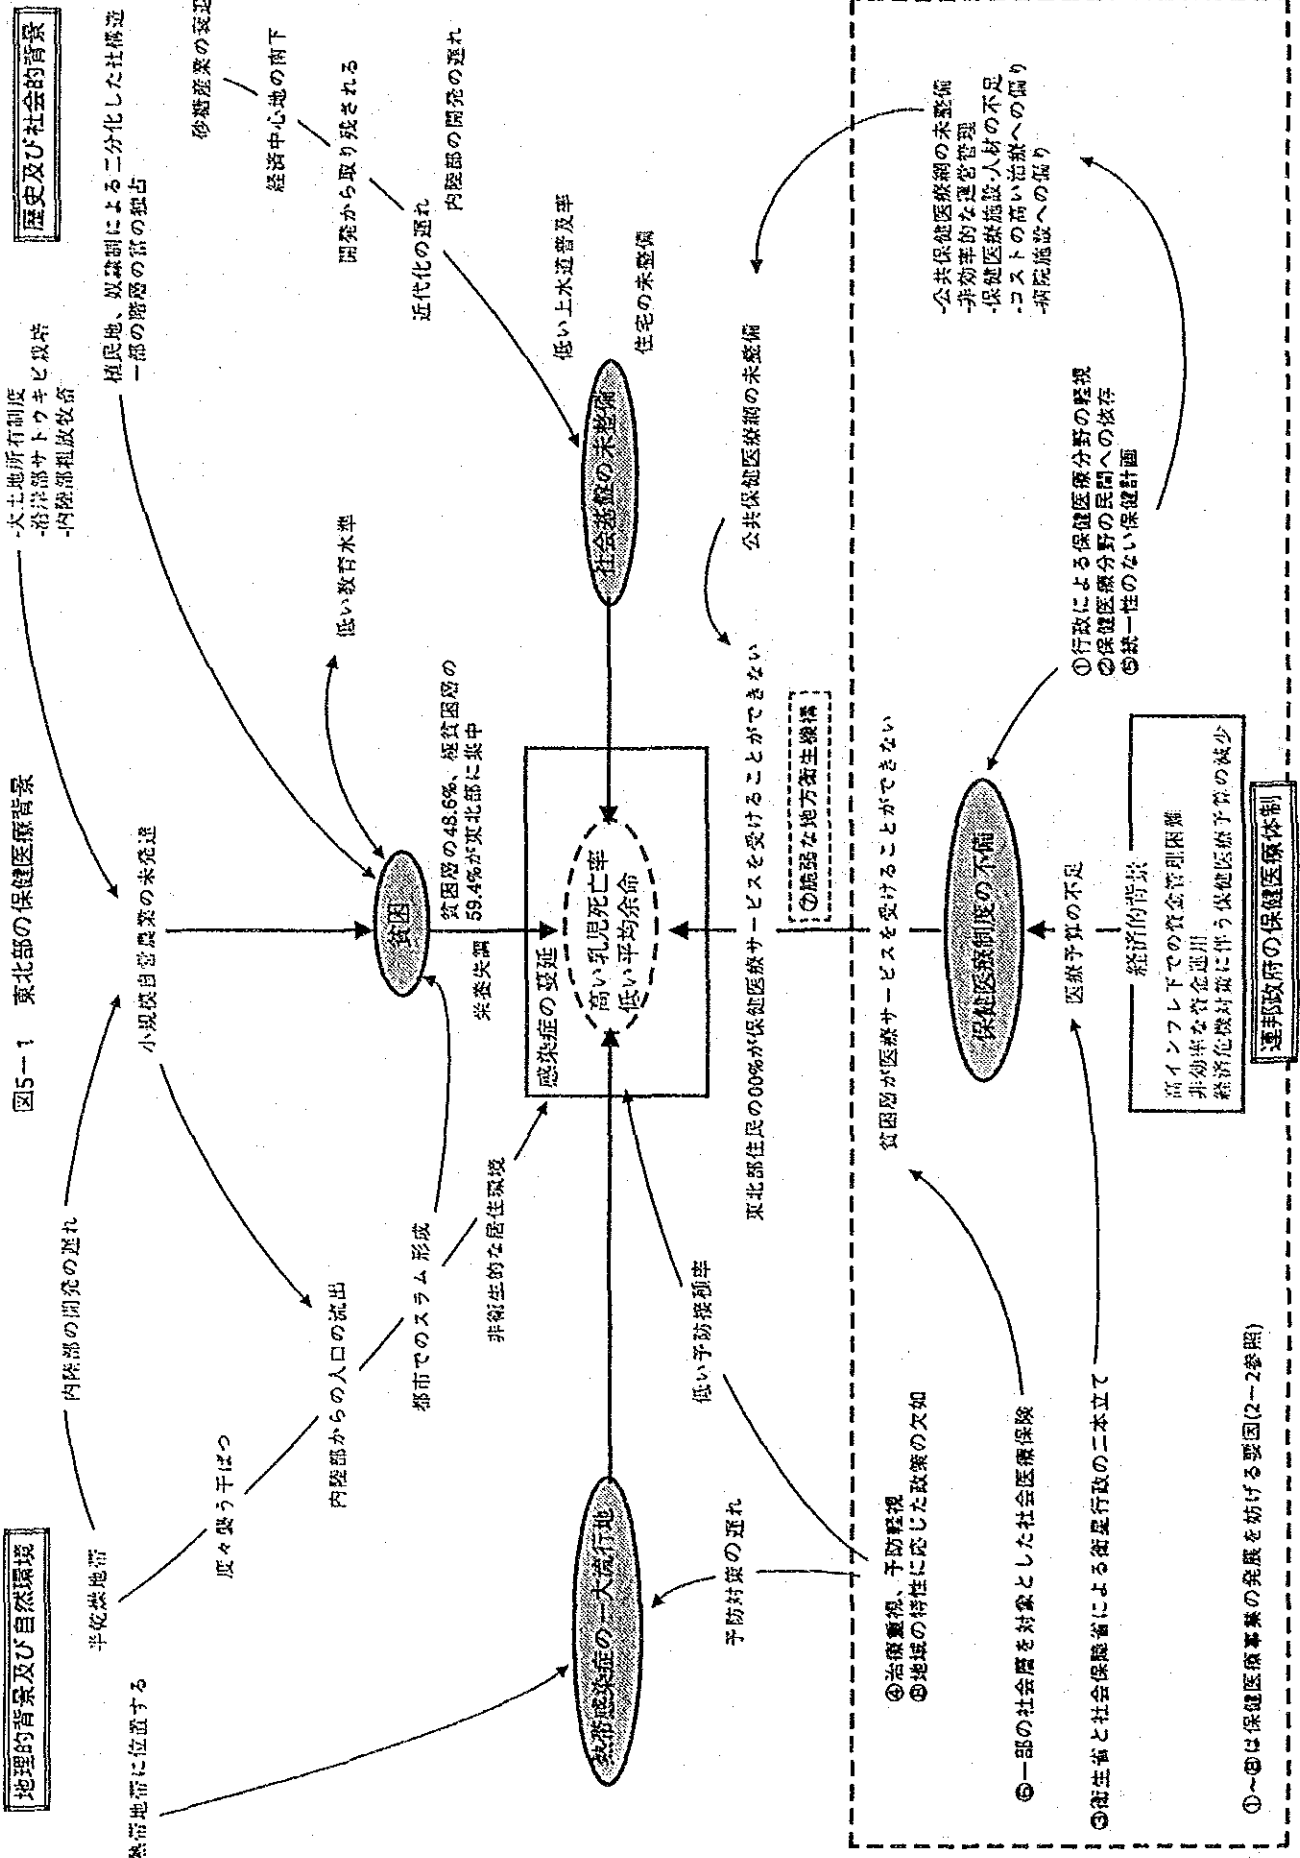 図5-1 東北部の保健医療背景
地理的背景及び自然環境
歴史及び社会的背景
熱帯地帯に位置する
半乾燥地帯
内陸部の開発の遅れ
度々襲う干ばつ
内陸部からの人口の流出
都市でのスラム形成
非衛生的な居住環境
小規模自営農業の未発達
-大土地所有制度
-沿岸部サトウキビ栽培
-内陸部粗放牧畜
植民地、奴隷制による二分化した社構造
一部の階層の富の独占
砂糖産業の衰退
経済中心地の南下
開発から取り残される
近代化の遅れ
内陸部の開発の遅れ
貧困
低い教育水準
栄養失調
貧困層の48.6%、極貧困層の
59.4%が東北部に集中
熱帯感染症の一大流行地
感染症の蔓延
高い乳児死亡率
低い平均余命
社会基盤の未整備
低い上水道普及率
住宅の未整備
予防対策の遅れ
低い予防接種率
東北部住民の00%が保健医療サービスを受けることができない
公共保健医療網の未整備
⑦脆弱な地方衛生機構
④治療重視、予防軽視
⑧地域の特性に応じた政策の欠如
貧困層が医療サービスを受けることができない
-公共保健医療網の未整備
-非効率的な運営管理
-保健医療施設・人材の不足
-コストの高い治療への偏り
-病院施設への偏り
保健医療制度の不備
⑥一部の社会層を対象とした社会医療保険
医療予算の不足
①行政による保健医療分野の軽視
②保健医療分野の民間への依存
⑤統一性のない保健計画
③衛生省と社会保障省による衛星行政の二本立て
経済的背景
高インフレ下での資金管理困難
非効率な資金運用
経済危機対策に伴う保健医療予算の減少
連邦政府の保健医療体制
①～⑧は保健医療事業の発展を妨げる要因(2-2参照)